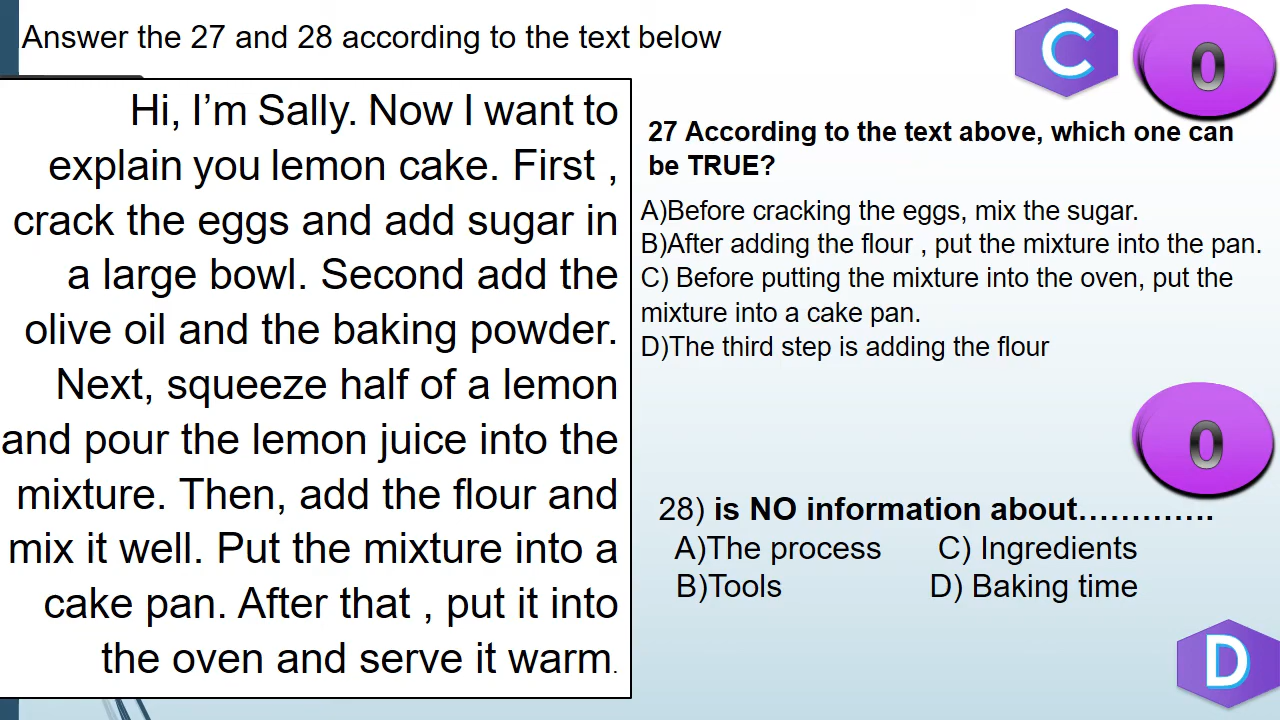 Answer the 27 and 28 according to the text below
C
0
Hi, I’m Sally. Now I want to
explain you lemon cake. First ,
crack the eggs and add sugar in
a large bowl. Second add the
olive oil and the baking powder.
Next, squeeze half of a lemon
and pour the lemon juice into the
mixture. Then, add the flour and
mix it well. Put the mixture into a
cake pan. After that , put it into
the oven and serve it warm.
27 According to the text above, which one can
be TRUE?
A)Before cracking the eggs, mix the sugar.
B)After adding the flour , put the mixture into the pan.
C) Before putting the mixture into the oven, put the
mixture into a cake pan.
D)The third step is adding the flour
0
28) is NO information about………….
A)The process C) Ingredients
B)Tools D) Baking time
D